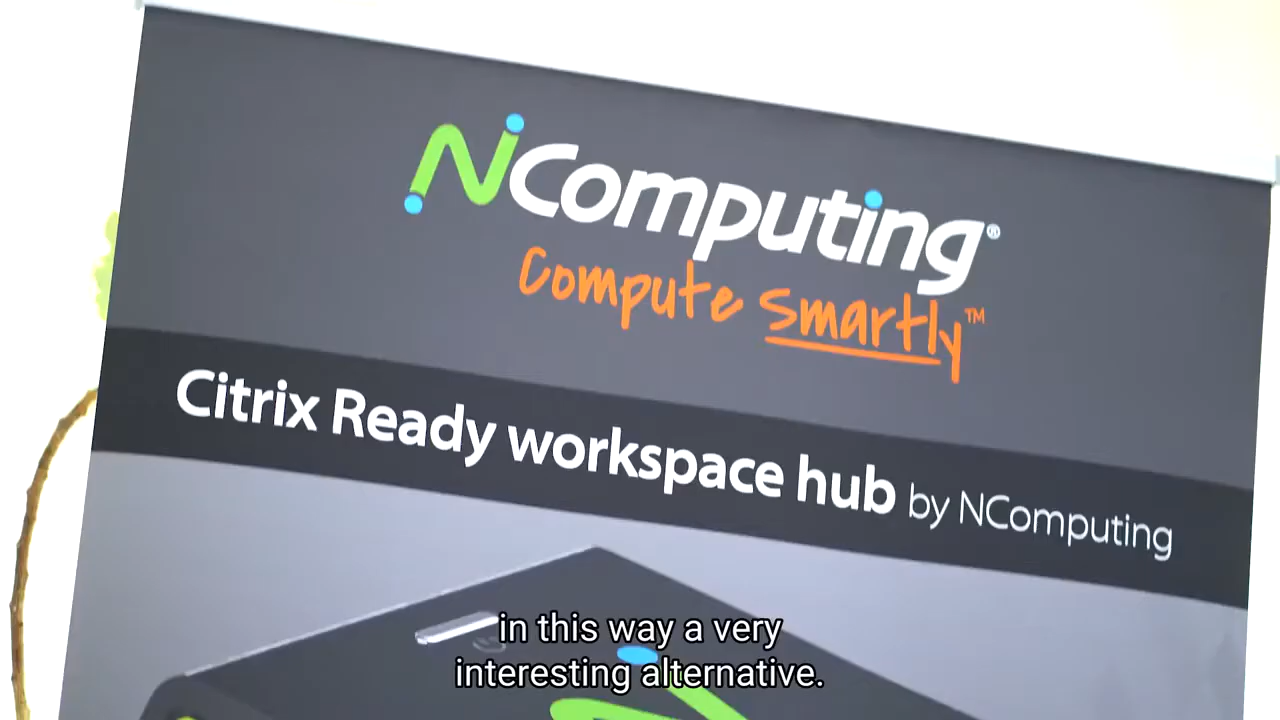 NComputing®
Compute Smartly™
Citrix Ready workspace hub by NComputing
in this way a very
interesting alternative.